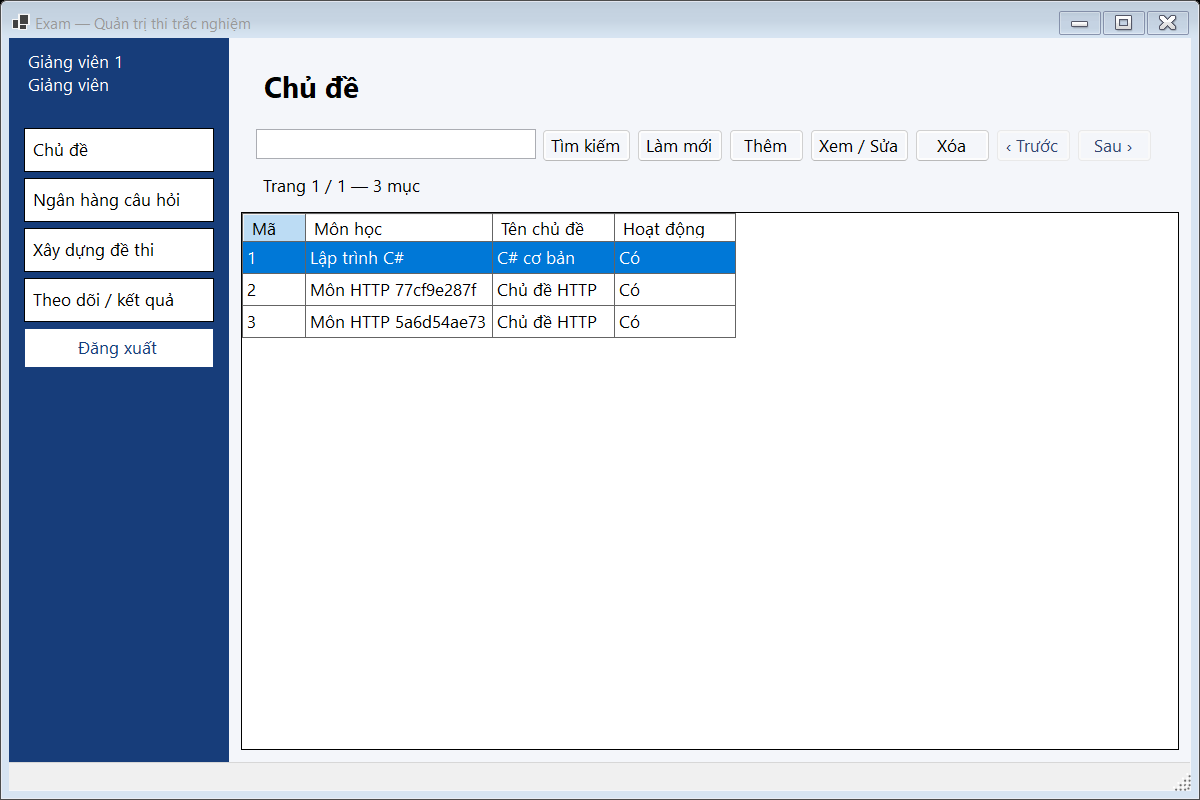 Exam — Quản trị thi trắc nghiệm
Giảng viên 1
Giảng viên
Chủ đề
Ngân hàng câu hỏi
Xây dựng đề thi
Theo dõi / kết quả
Đăng xuất
Chủ đề
Tìm kiếm Làm mới Thêm Xem / Sửa Xóa ‹ Trước Sau ›
Trang 1 / 1 — 3 mục
Mã Môn học Tên chủ đề Hoạt động
1 Lập trình C# C# cơ bản Có
2 Môn HTTP 77cf9e287f Chủ đề HTTP Có
3 Môn HTTP 5a6d54ae73 Chủ đề HTTP Có